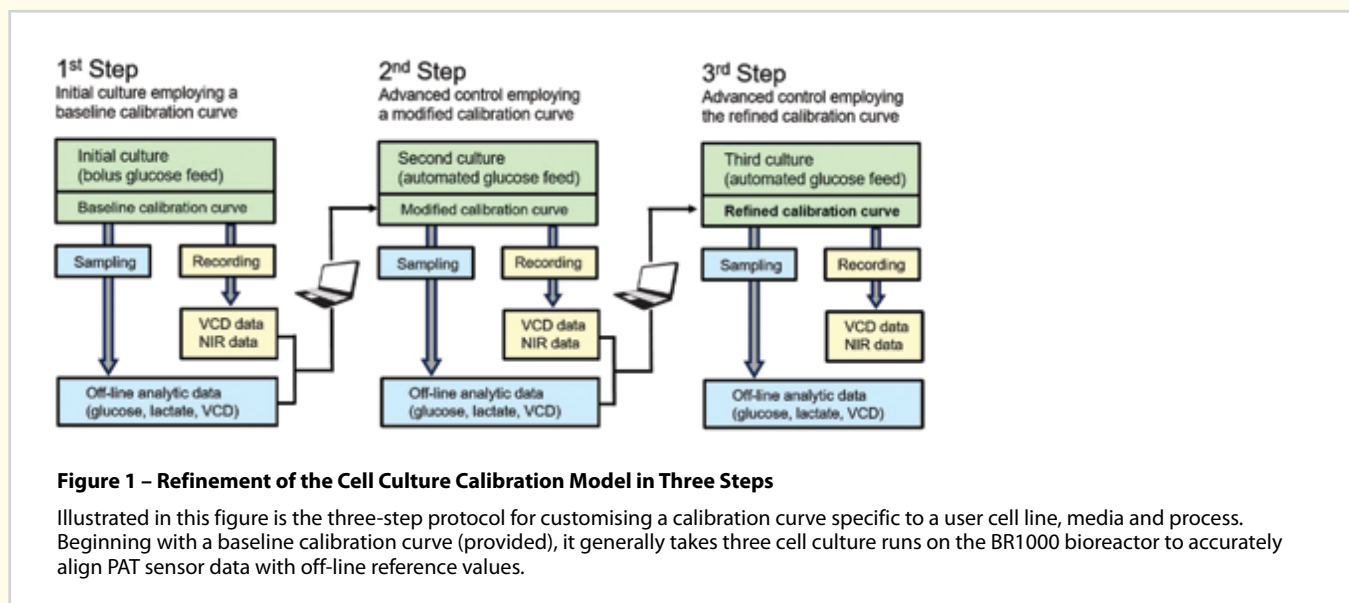 1st Step
Initial culture employing a
baseline calibration curve
Initial culture
(bolus glucose feed)
Baseline calibration curve
Sampling
Recording
VCD data
NIR data
Off-line analytic data
(glucose, lactate, VCD)
2nd Step
Advanced control employing
a modified calibration curve
Second culture
(automated glucose feed)
Modified calibration curve
Sampling
Recording
VCD data
NIR data
Off-line analytic data
(glucose, lactate, VCD)
3rd Step
Advanced control employing
the refined calibration curve
Third culture
(automated glucose feed)
Refined calibration curve
Sampling
Recording
VCD data
NIR data
Off-line analytic data
(glucose, lactate, VCD)
Figure 1 – Refinement of the Cell Culture Calibration Model in Three Steps
Illustrated in this figure is the three-step protocol for customising a calibration curve specific to a user cell line, media and process.
Beginning with a baseline calibration curve (provided), it generally takes three cell culture runs on the BR1000 bioreactor to accurately
align PAT sensor data with off-line reference values.